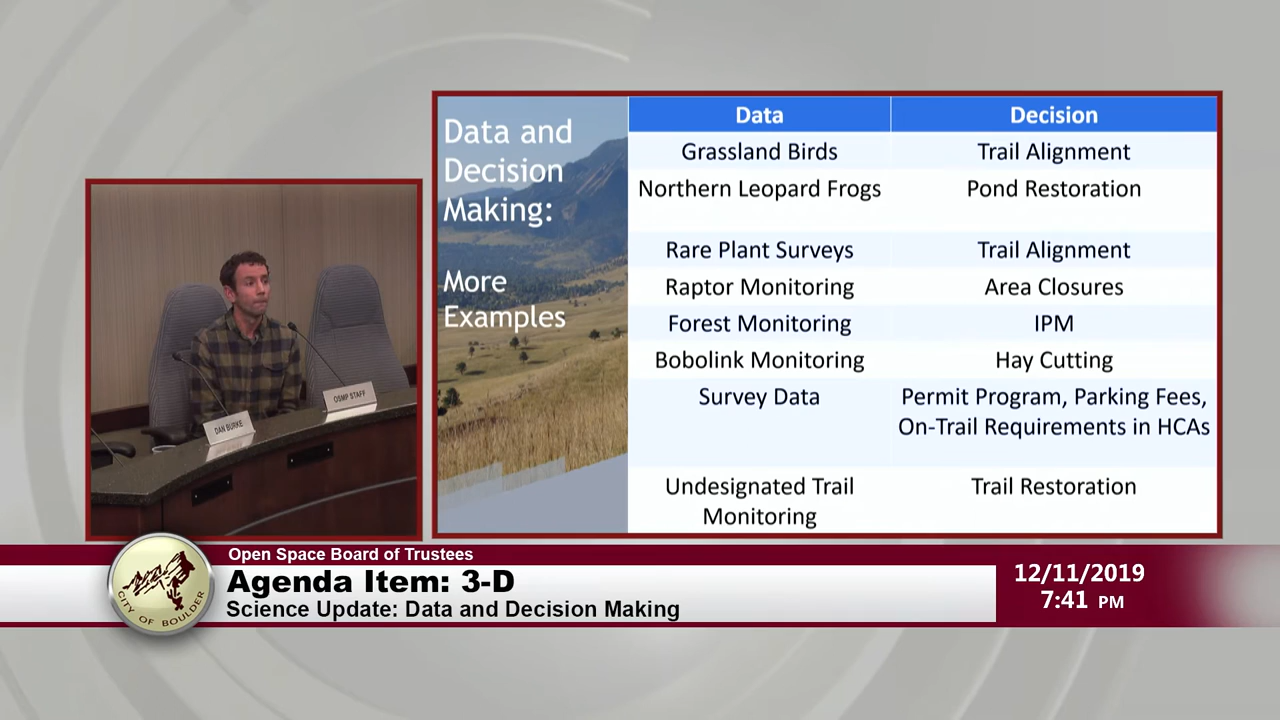 Data and
Decision
Making:
More
Examples
Data Decision
Grassland Birds Trail Alignment
Northern Leopard Frogs Pond Restoration
Rare Plant Surveys Trail Alignment
Raptor Monitoring Area Closures
Forest Monitoring IPM
Bobolink Monitoring Hay Cutting
Survey Data Permit Program, Parking Fees,
On-Trail Requirements in HCAs
Undesignated Trail Trail Restoration
Monitoring
DAN BURKE
OSMP STAFF
Open Space Board of Trustees
Agenda Item: 3-D
Science Update: Data and Decision Making
12/11/2019
7:41 PM
CITY OF BOULDER